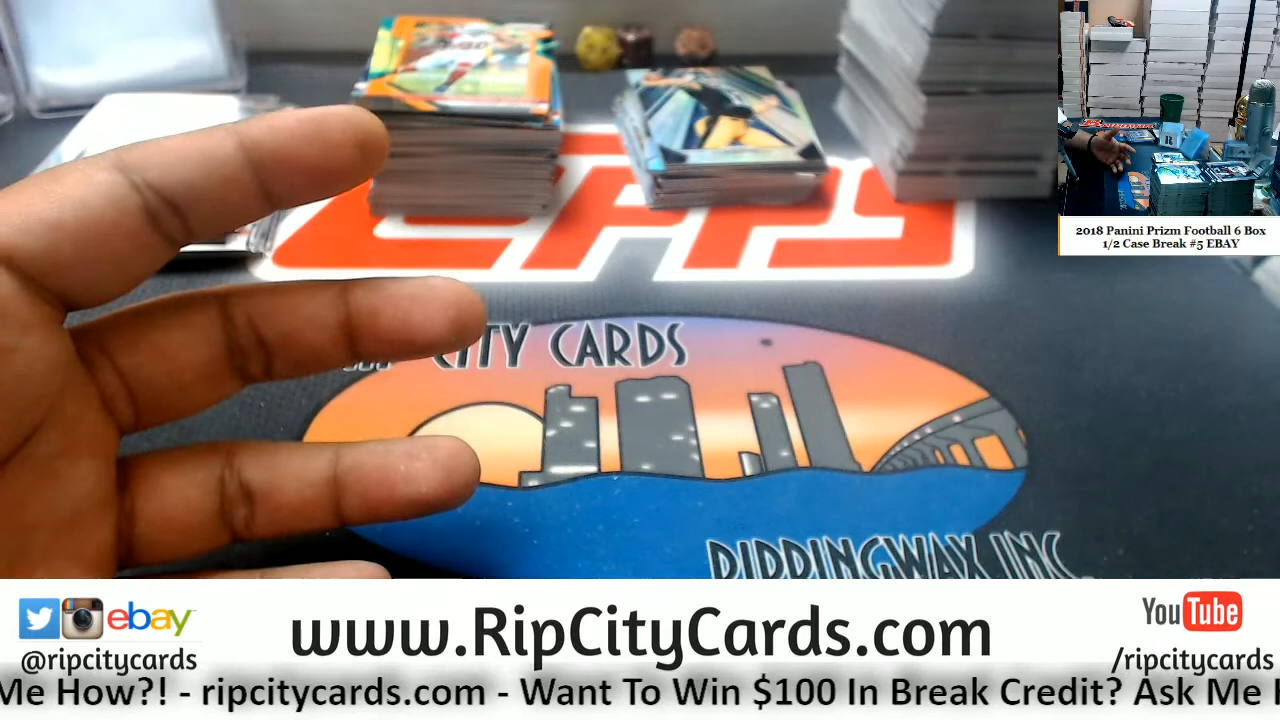 2018 Panini Prizm Football 6 Box
1/2 Case Break #5 EBAY
CITY CARDS
RIPPINGWAX INC.
ebay
@ripcitycards
www.RipCityCards.com
YouTube
/ripcitycards
Me How?! - ripcitycards.com - Want To Win $100 In Break Credit? Ask Me